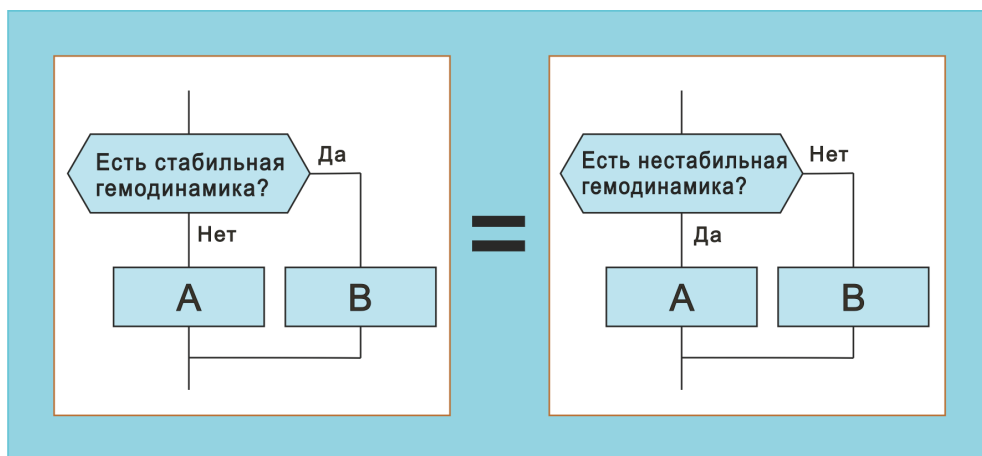 Есть стабильная
гемодинамика?
Да
Нет
A
B
=
Есть нестабильная
гемодинамика?
Нет
Да
A
B